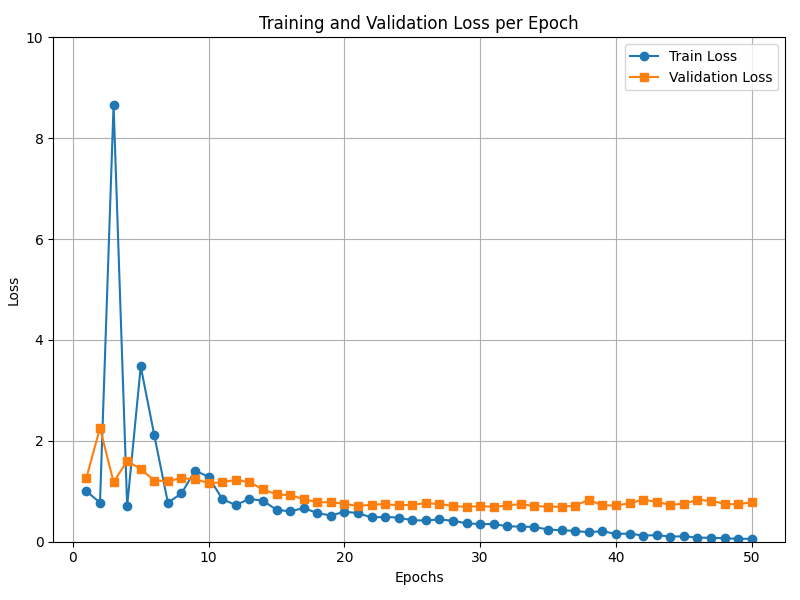 Training and Validation Loss per Epoch
Train Loss
Validation Loss
Loss
10
8
6
4
2
0
0 10 20 30 40 50
Epochs